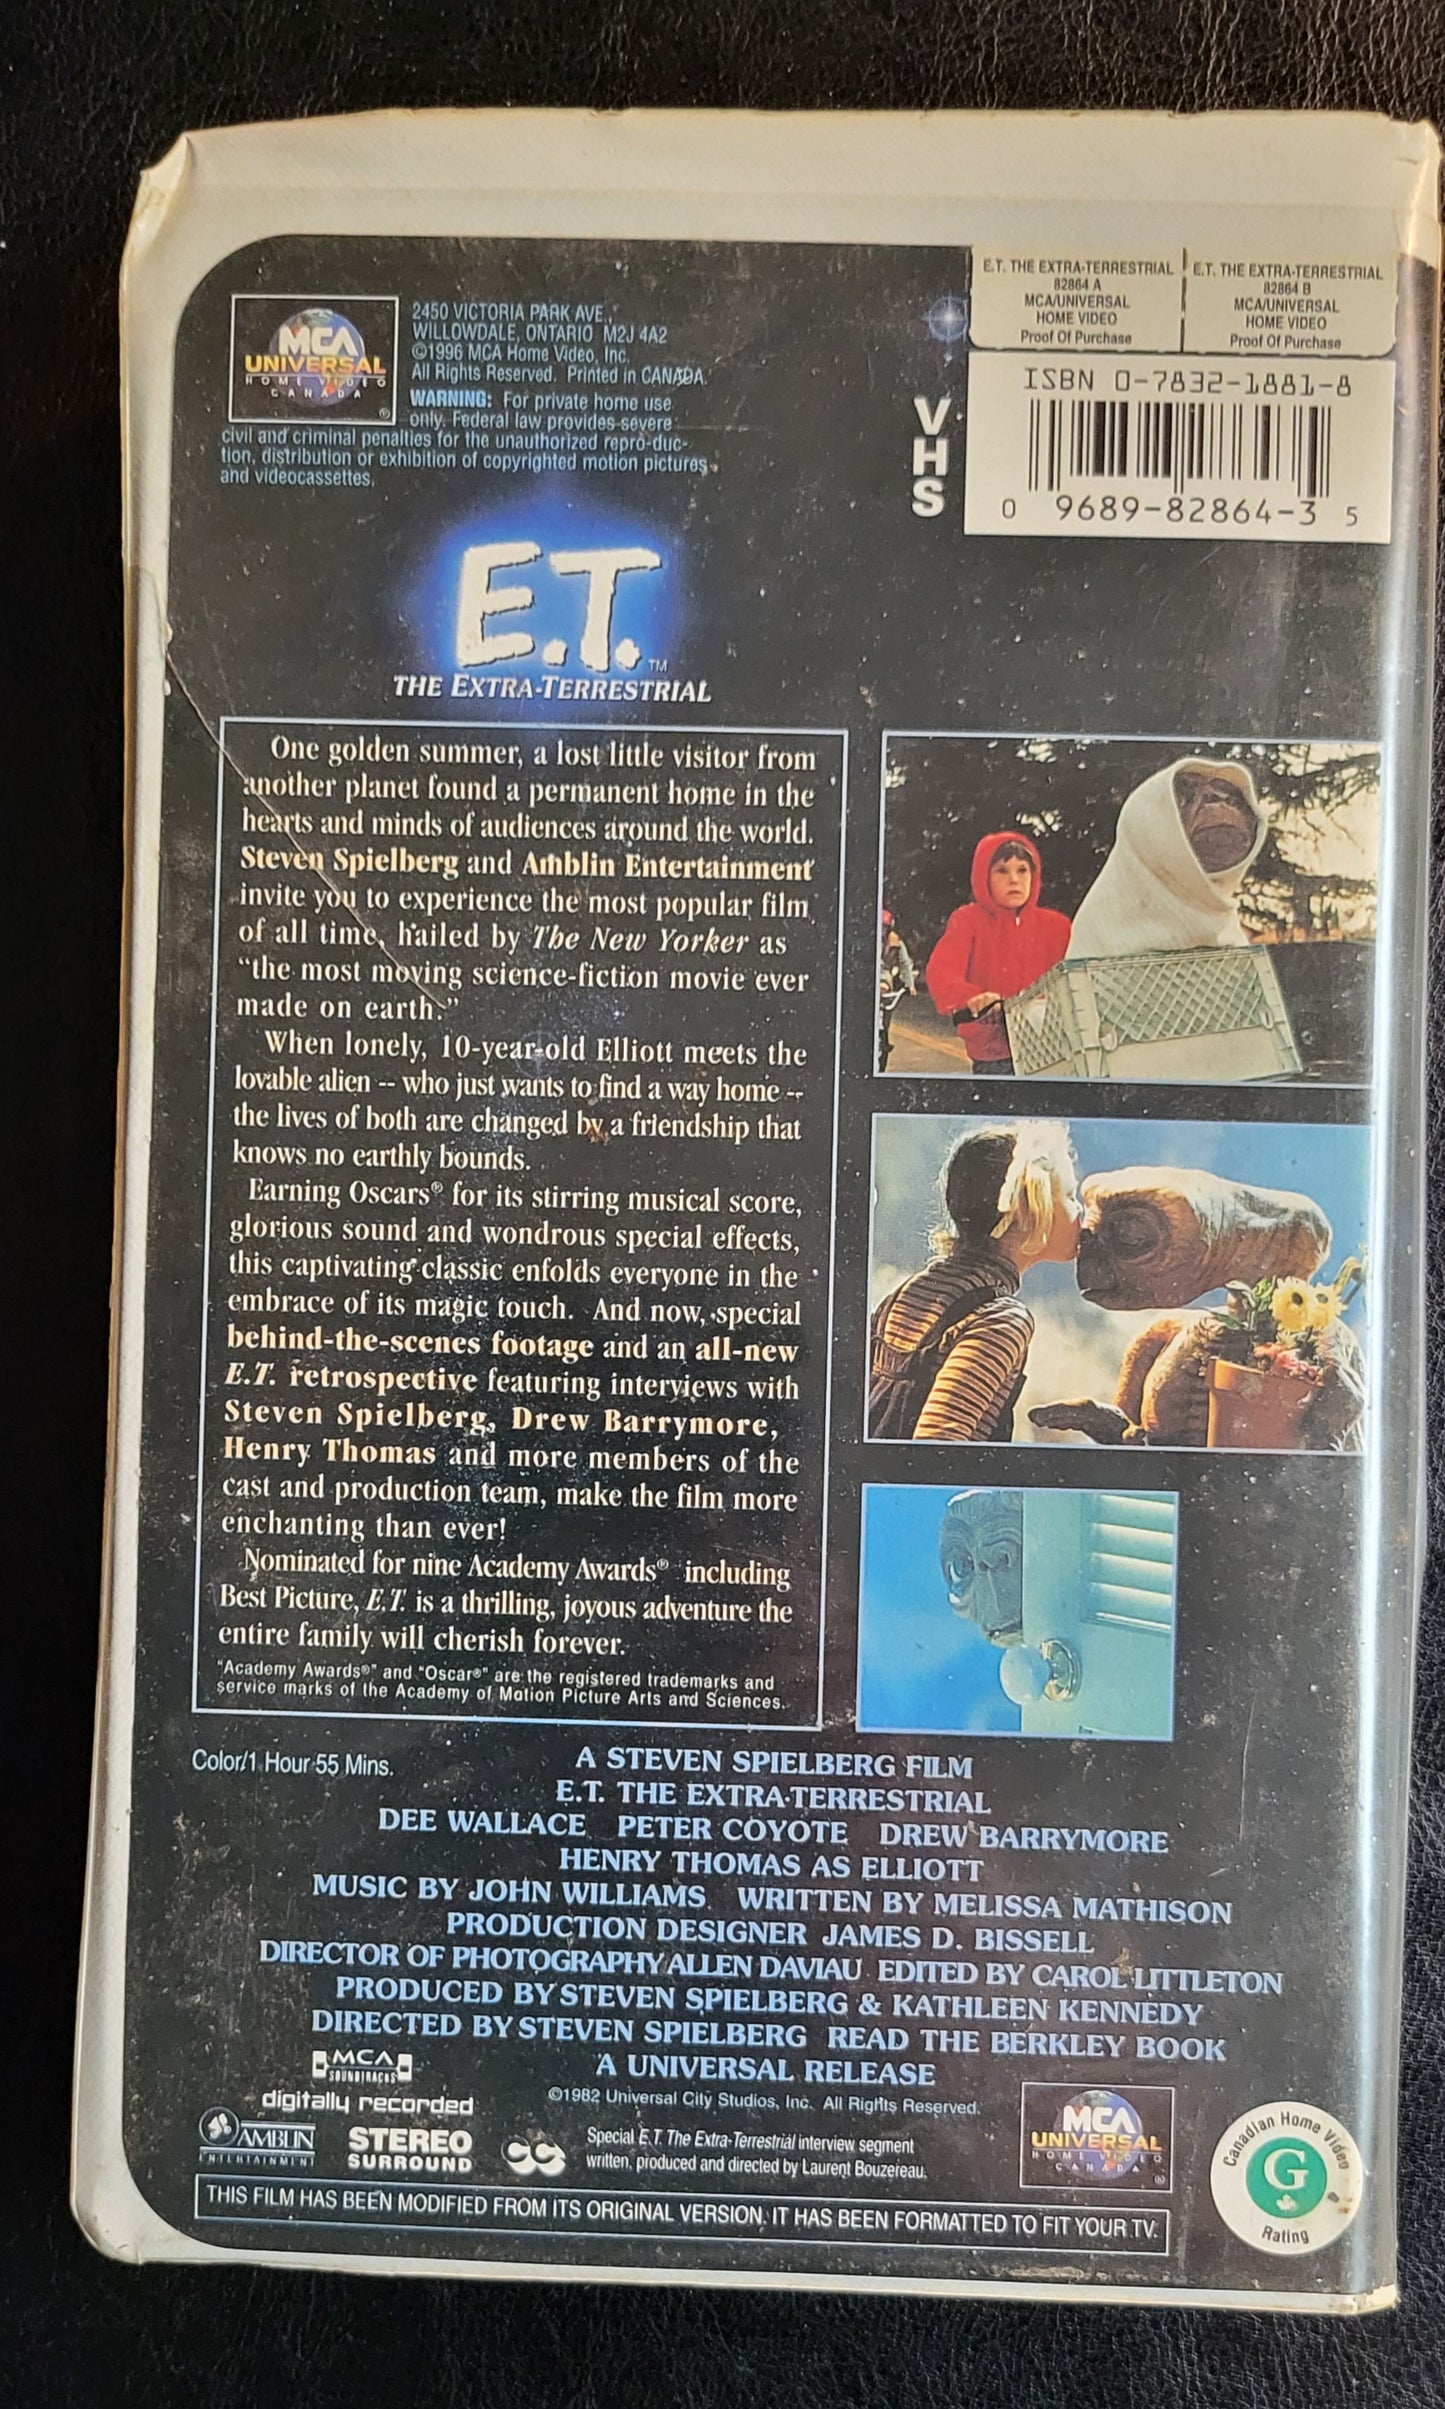 E.T. THE EXTRA-TERRESTRIAL
82864 A
MCA/UNIVERSAL
HOME VIDEO
Proof Of Purchase
E.T. THE EXTRA-TERRESTRIAL
82864 B
MCA/UNIVERSAL
HOME VIDEO
Proof Of Purchase
MCA
UNIVERSAL
HOME VIDEO
CANADA
®
2450 VICTORIA PARK AVE.,
WILLOWDALE, ONTARIO M2J 4A2
©1996 MCA Home Video, Inc.
All Rights Reserved. Printed in CANADA.
WARNING: For private home use
only. Federal law provides severe
civil and criminal penalties for the unauthorized repro-duc-
tion, distribution or exhibition of copyrighted motion pictures
and videocassettes.
VHS
ISBN 0-7832-1881-8
0 9689-82864-3 5
E.T.™
THE EXTRA-TERRESTRIAL
One golden summer, a lost little visitor from
another planet found a permanent home in the
hearts and minds of audiences around the world.
Steven Spielberg and Amblin Entertainment
invite you to experience the most popular film
of all time, hailed by The New Yorker as
“the most moving science-fiction movie ever
made on earth.”
When lonely, 10-year-old Elliott meets the
lovable alien -- who just wants to find a way home --
the lives of both are changed by a friendship that
knows no earthly bounds.
Earning Oscars® for its stirring musical score,
glorious sound and wondrous special effects,
this captivating classic enfolds everyone in the
embrace of its magic touch. And now, special
behind-the-scenes footage and an all-new
E.T. retrospective featuring interviews with
Steven Spielberg, Drew Barrymore,
Henry Thomas and more members of the
cast and production team, make the film more
enchanting than ever!
Nominated for nine Academy Awards® including
Best Picture, E.T. is a thrilling, joyous adventure the
entire family will cherish forever.
"Academy Awards®" and "Oscar®" are the registered trademarks and
service marks of the Academy of Motion Picture Arts and Sciences.
Color/1 Hour 55 Mins.
A STEVEN SPIELBERG FILM
E.T. THE EXTRA-TERRESTRIAL
DEE WALLACE PETER COYOTE DREW BARRYMORE
HENRY THOMAS AS ELLIOTT
MUSIC BY JOHN WILLIAMS WRITTEN BY MELISSA MATHISON
PRODUCTION DESIGNER JAMES D. BISSELL
DIRECTOR OF PHOTOGRAPHY ALLEN DAVIAU EDITED BY CAROL LITTLETON
PRODUCED BY STEVEN SPIELBERG & KATHLEEN KENNEDY
DIRECTED BY STEVEN SPIELBERG READ THE BERKLEY BOOK
A UNIVERSAL RELEASE
©1982 Universal City Studios, Inc. All Rights Reserved.
MCA
SOUNDTRACKS
digitally recorded
AMBLIN
ENTERTAINMENT
STEREO
SURROUND
CC
Special E.T. The Extra-Terrestrial interview segment
written, produced and directed by Laurent Bouzereau.
MCA
UNIVERSAL
HOME VIDEO
CANADA
®
Canadian Home Video
G
Rating
THIS FILM HAS BEEN MODIFIED FROM ITS ORIGINAL VERSION. IT HAS BEEN FORMATTED TO FIT YOUR TV.